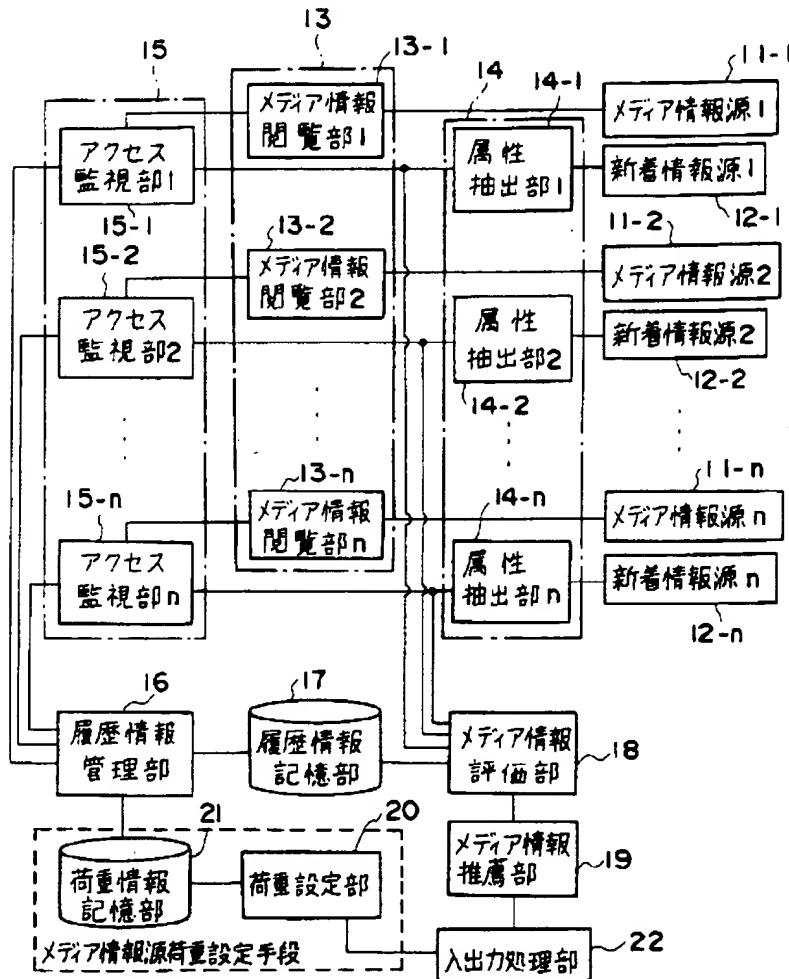 13
15
13-1
11-1
14
14-1
メディア情報
閲覧部1
メディア情報源1
アクセス
監視部1
属性
抽出部1
新着情報源1
15-1
12-1
15-2
13-2
11-2
メディア情報
閲覧部2
メディア情報源2
アクセス
監視部2
属性
抽出部2
新着情報源2
14-2
12-2
13-n
11-n
15-n
14-n
メディア情報
閲覧部n
メディア情報源n
アクセス
監視部n
属性
抽出部n
新着情報源n
12-n
16
17
履歴情報
管理部
履歴情報
記憶部
メディア情報
評価部
18
21
20
荷重情報
記憶部
荷重設定部
メディア情報
推薦部
19
メディア情報源荷重設定手段
入出力処理部
22